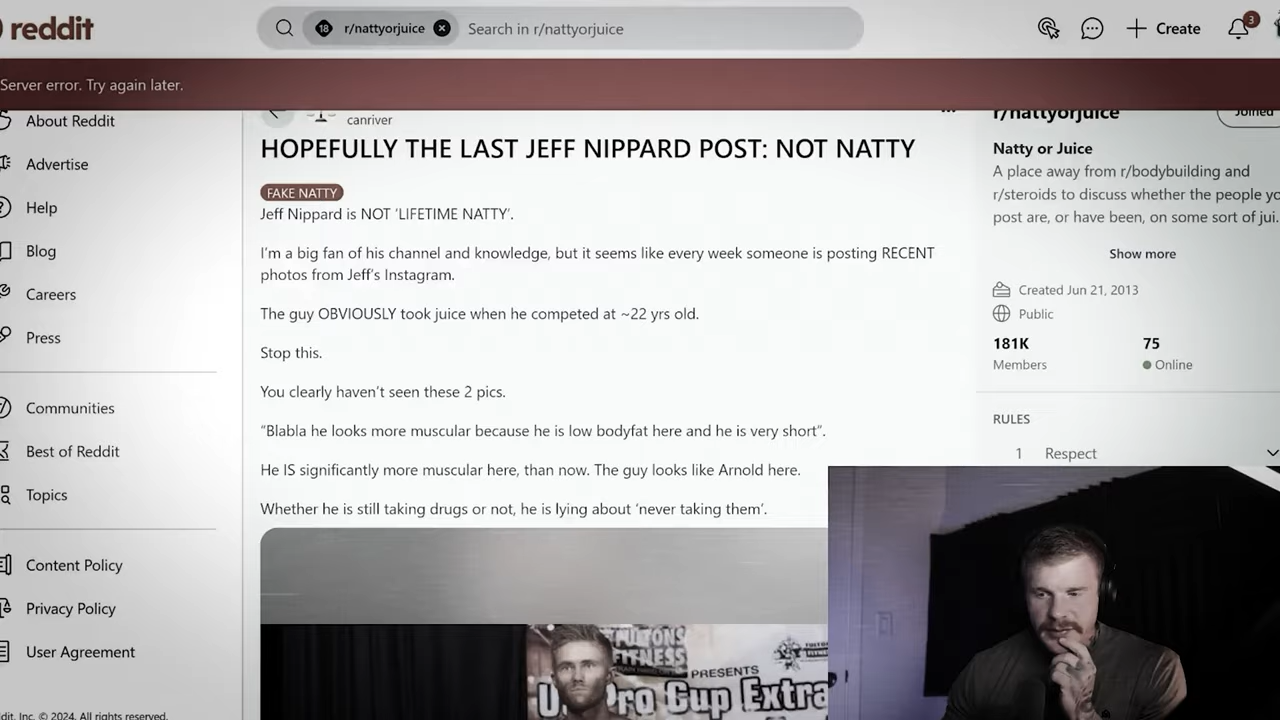 reddit
18 r/nattyorjuice Search in r/nattyorjuice
Create
3
Server error. Try again later.
About Reddit
Advertise
Help
Blog
Careers
Press
Communities
Best of Reddit
Topics
Content Policy
Privacy Policy
User Agreement
Inc. © 2024. All rights reserved.
canriver
HOPEFULLY THE LAST JEFF NIPPARD POST: NOT NATTY
FAKE NATTY
Jeff Nippard is NOT ‘LIFETIME NATTY’.
I’m a big fan of his channel and knowledge, but it seems like every week someone is posting RECENT
photos from Jeff’s Instagram.
The guy OBVIOUSLY took juice when he competed at ~22 yrs old.
Stop this.
You clearly haven’t seen these 2 pics.
“Blabla he looks more muscular because he is low bodyfat here and he is very short”.
He IS significantly more muscular here, than now. The guy looks like Arnold here.
Whether he is still taking drugs or not, he is lying about ‘never taking them’.
FITNESS
PRESENTS
Pro Cup Extra
r/nattyorjuice
Joined
Natty or Juice
A place away from r/bodybuilding and
r/steroids to discuss whether the people
post are, or have been, on some sort of
Show more
Created Jun 21, 2013
Public
181K 75
Members Online
RULES
1 Respect